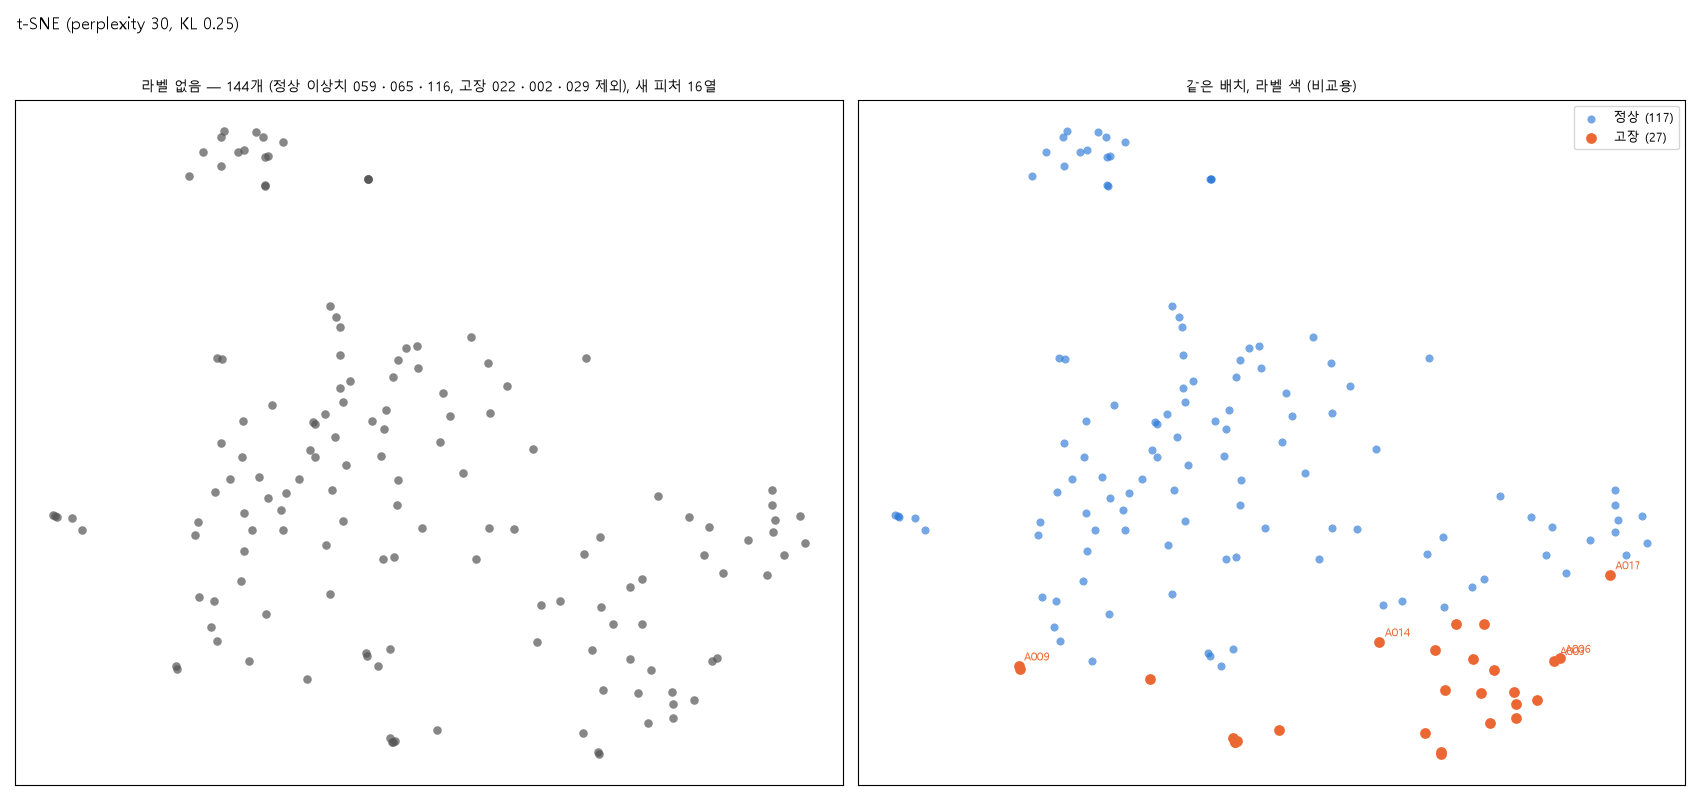 t-SNE (perplexity 30, KL 0.25)
라벨 없음 — 144개 (정상 이상치 059 · 065 · 116, 고장 022 · 002 · 029 제외), 새 피처 16열
같은 배치, 라벨 색 (비교용)
정상 (117)
고장 (27)
A017
A014
A009